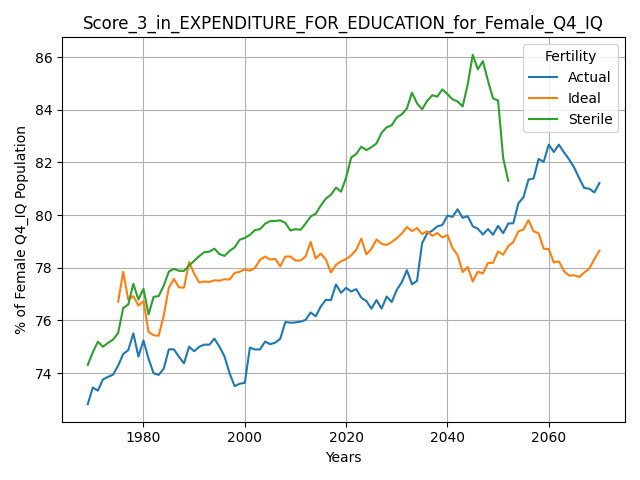 Score_3_in_EXPENDITURE_FOR_EDUCATION_for_Female_Q4_IQ
Fertility
Actual
Ideal
Sterile
% of Female Q4_IQ Population
86
84
82
80
78
76
74
1980
2000
2020
2040
2060
Years